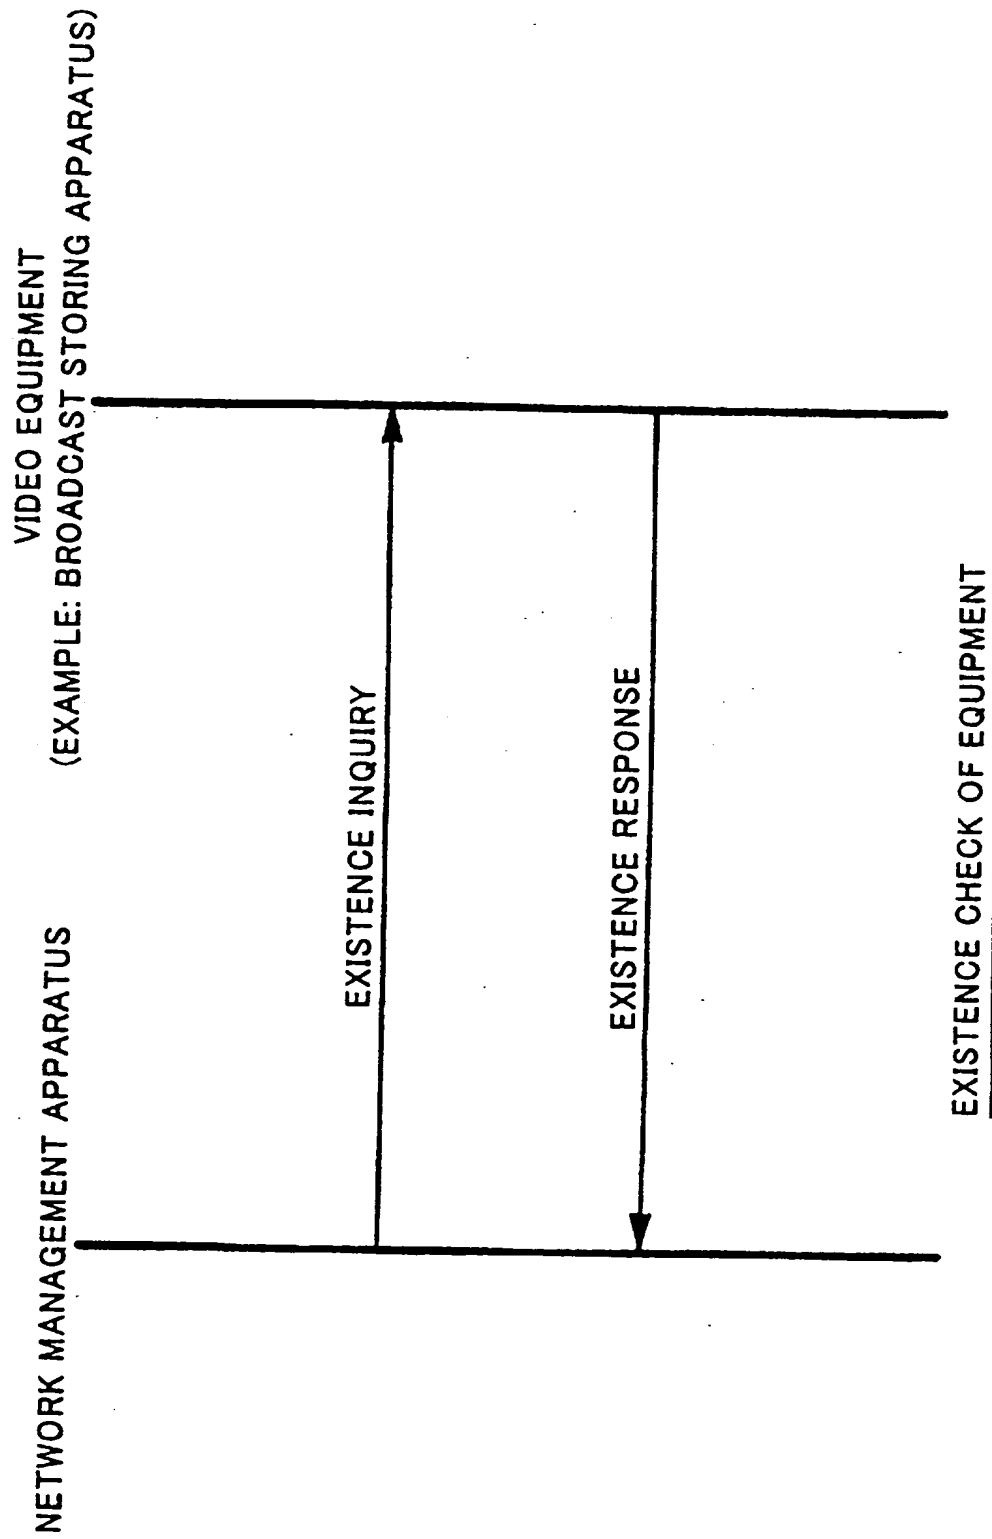 NETWORK MANAGEMENT APPARATUS
VIDEO EQUIPMENT
(EXAMPLE: BROADCAST STORING APPARATUS)
EXISTENCE INQUIRY
EXISTENCE RESPONSE
EXISTENCE CHECK OF EQUIPMENT